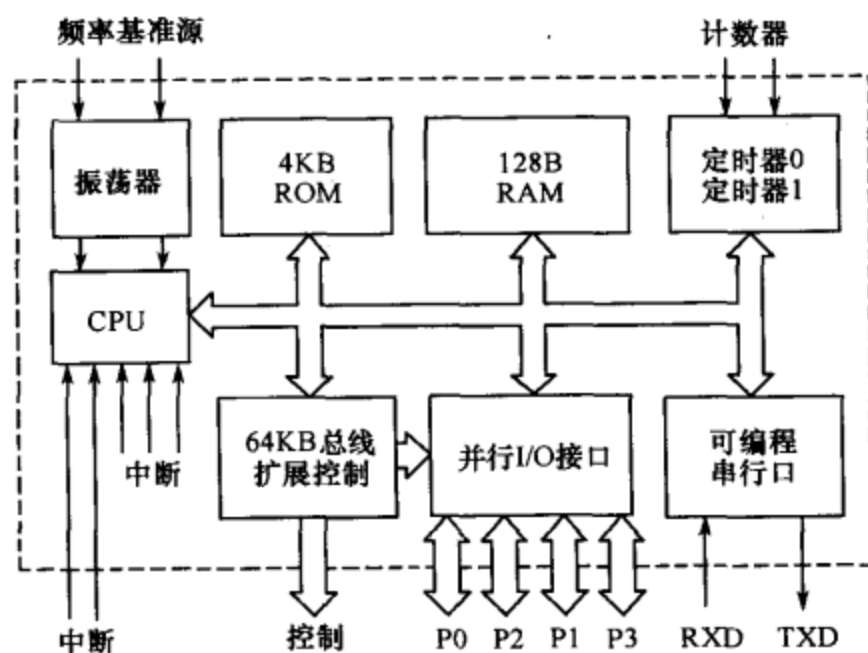 频率基准源
计数器
振荡器
4KB
ROM
128B
RAM
定时器0
定时器1
CPU
中断
64KB总线
扩展控制
并行I/O接口
可编程
串行口
中断
控制
P0
P2
P1
P3
RXD
TXD